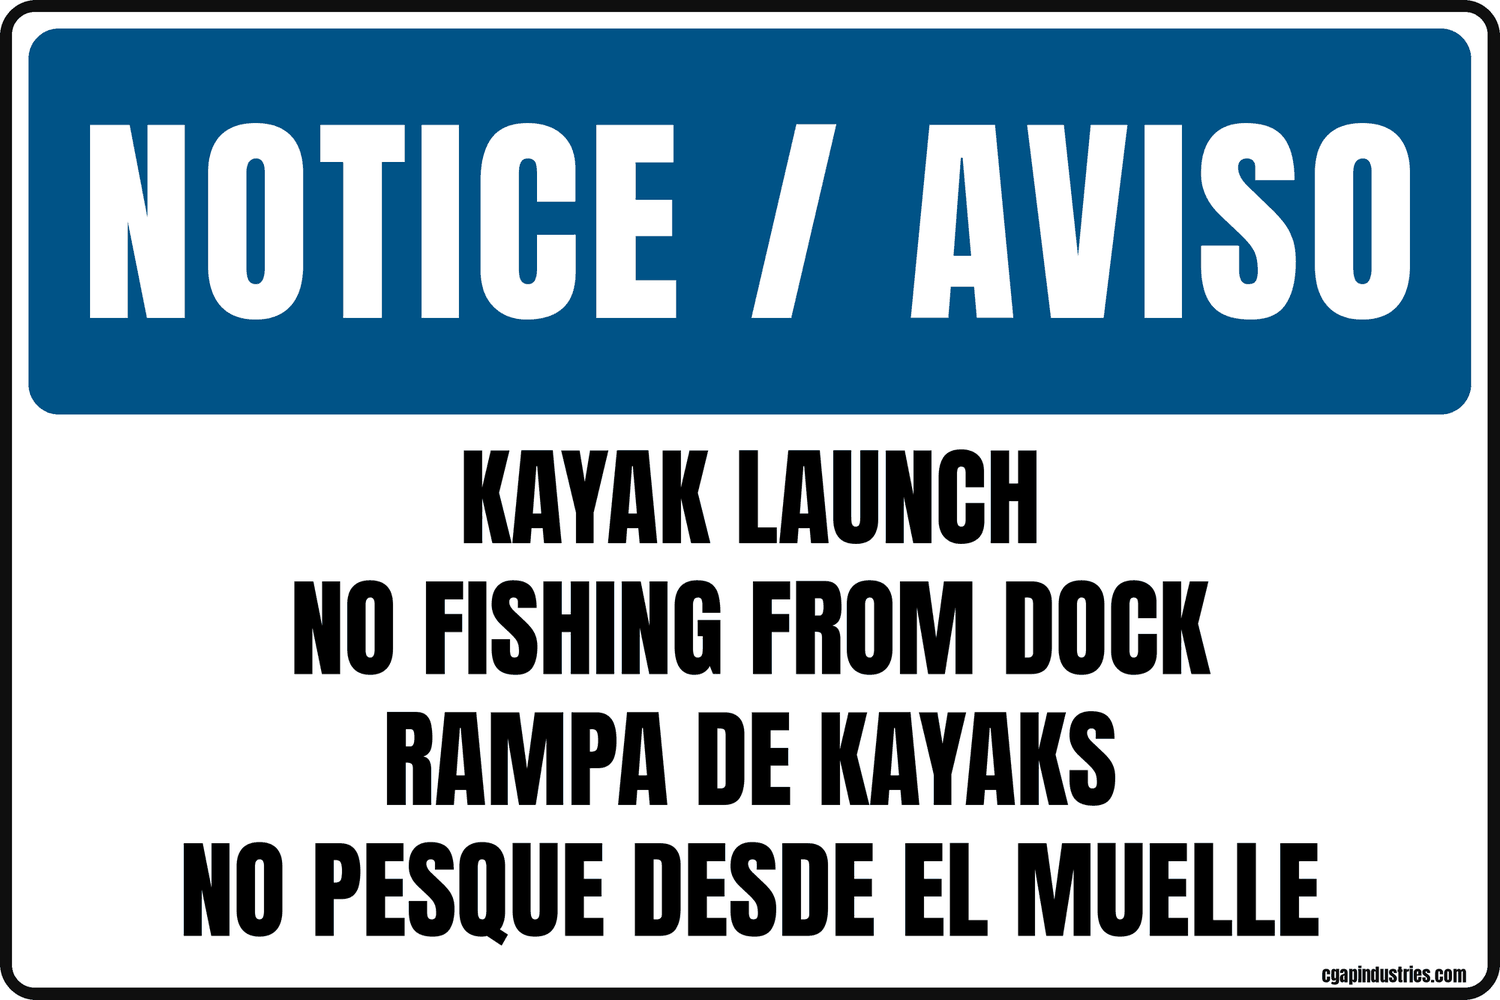 NOTICE / AVISO
KAYAK LAUNCH
NO FISHING FROM DOCK
RAMPA DE KAYAKS
NO PESQUE DESDE EL MUELLE
cgapindustries.com